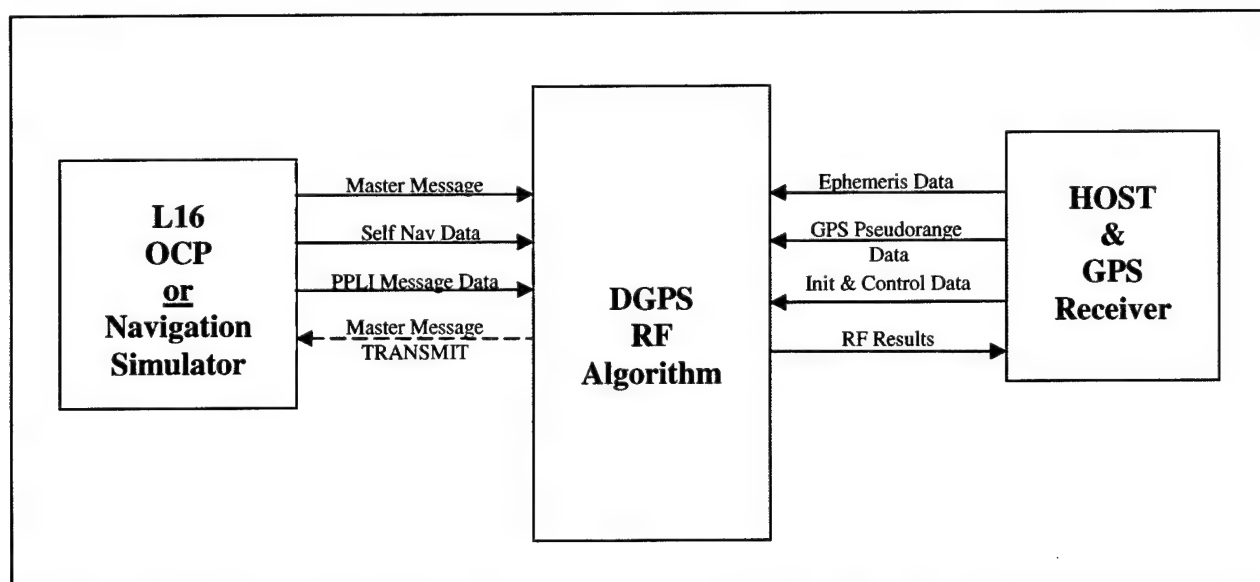 L16
OCP
or
Navigation
Simulator
Master Message
Self Nav Data
PPLI Message Data
Master Message
TRANSMIT
DGPS
RF
Algorithm
Ephemeris Data
GPS Pseudorange
Data
Init & Control Data
RF Results
HOST
&
GPS
Receiver